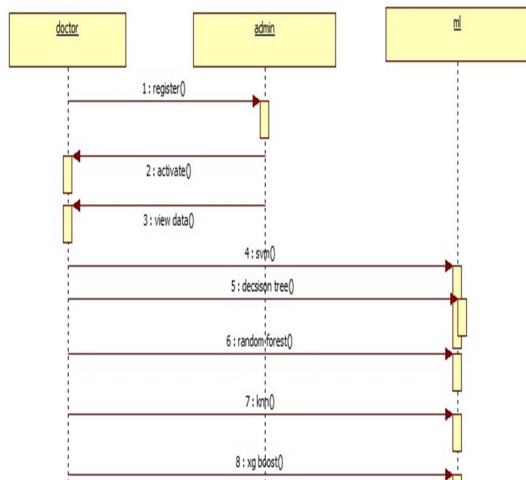 doctor
admin
ml
1 : register()
2 : activate()
3 : view data()
4 : svm()
5 : decsison tree()
6 : random forest()
7 : knn()
8 : xg boost()